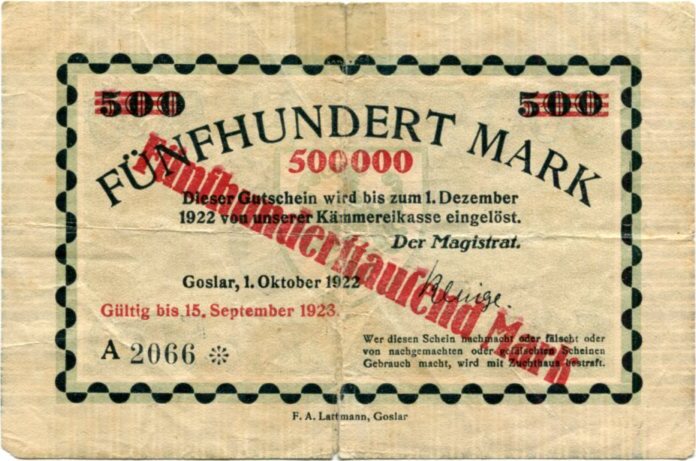 500 500
FÜNFHUNDERT MARK
500000
Fünfhunderttausend Mark
Dieser Gutschein wird bis zum 1. Dezember
1922 von unserer Kämmereikasse eingelöst.
Der Magistrat.
Goslar, 1. Oktober 1922
Gültig bis 15. September 1923.
Wer diesen Schein nachmacht oder fälscht oder
von nachgemachten oder gefälschten Scheinen
Gebrauch macht, wird mit Zuchthaus bestraft.
A 2066 *
F. A. Lattmann, Goslar